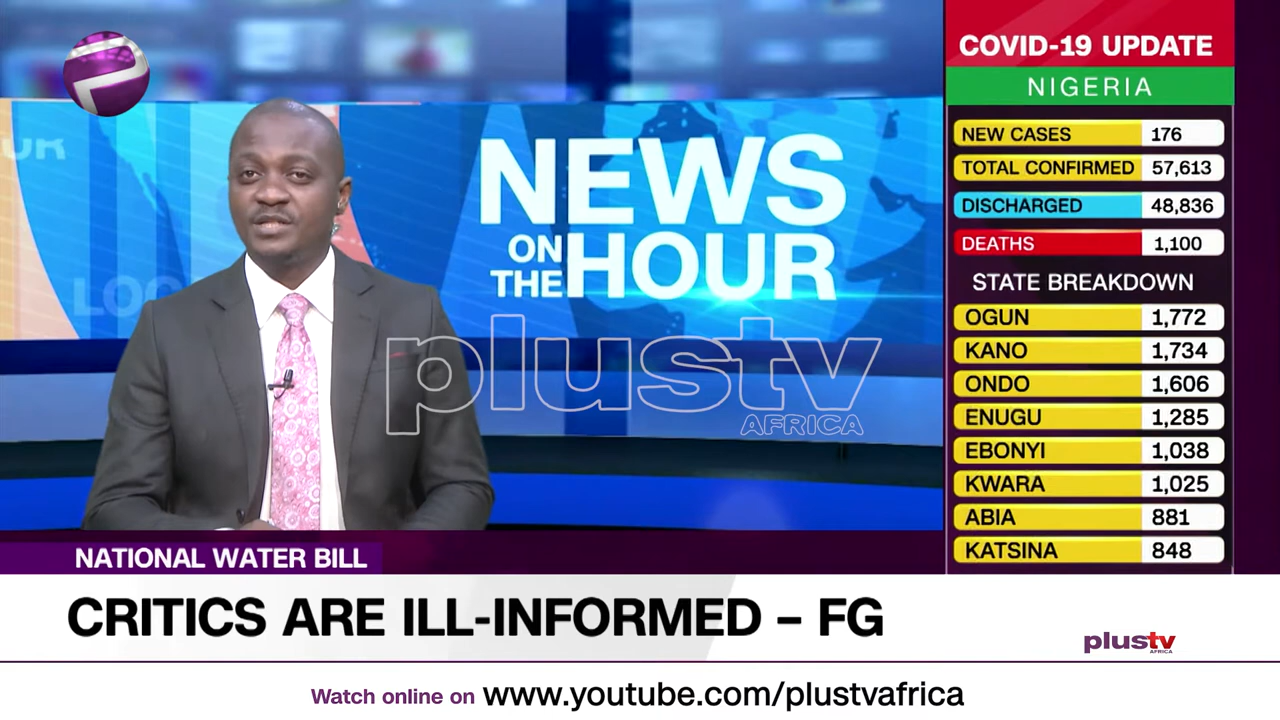 UR
LOC
NEWS
ON
THE HOUR
plustv
AFRICA
COVID-19 UPDATE
NIGERIA
NEW CASES 176
TOTAL CONFIRMED 57,613
DISCHARGED 48,836
DEATHS 1,100
STATE BREAKDOWN
OGUN 1,772
KANO 1,734
ONDO 1,606
ENUGU 1,285
EBONYI 1,038
KWARA 1,025
ABIA 881
KATSINA 848
NATIONAL WATER BILL
CRITICS ARE ILL-INFORMED – FG
plustv
AFRICA
Watch online on www.youtube.com/plustvafrica